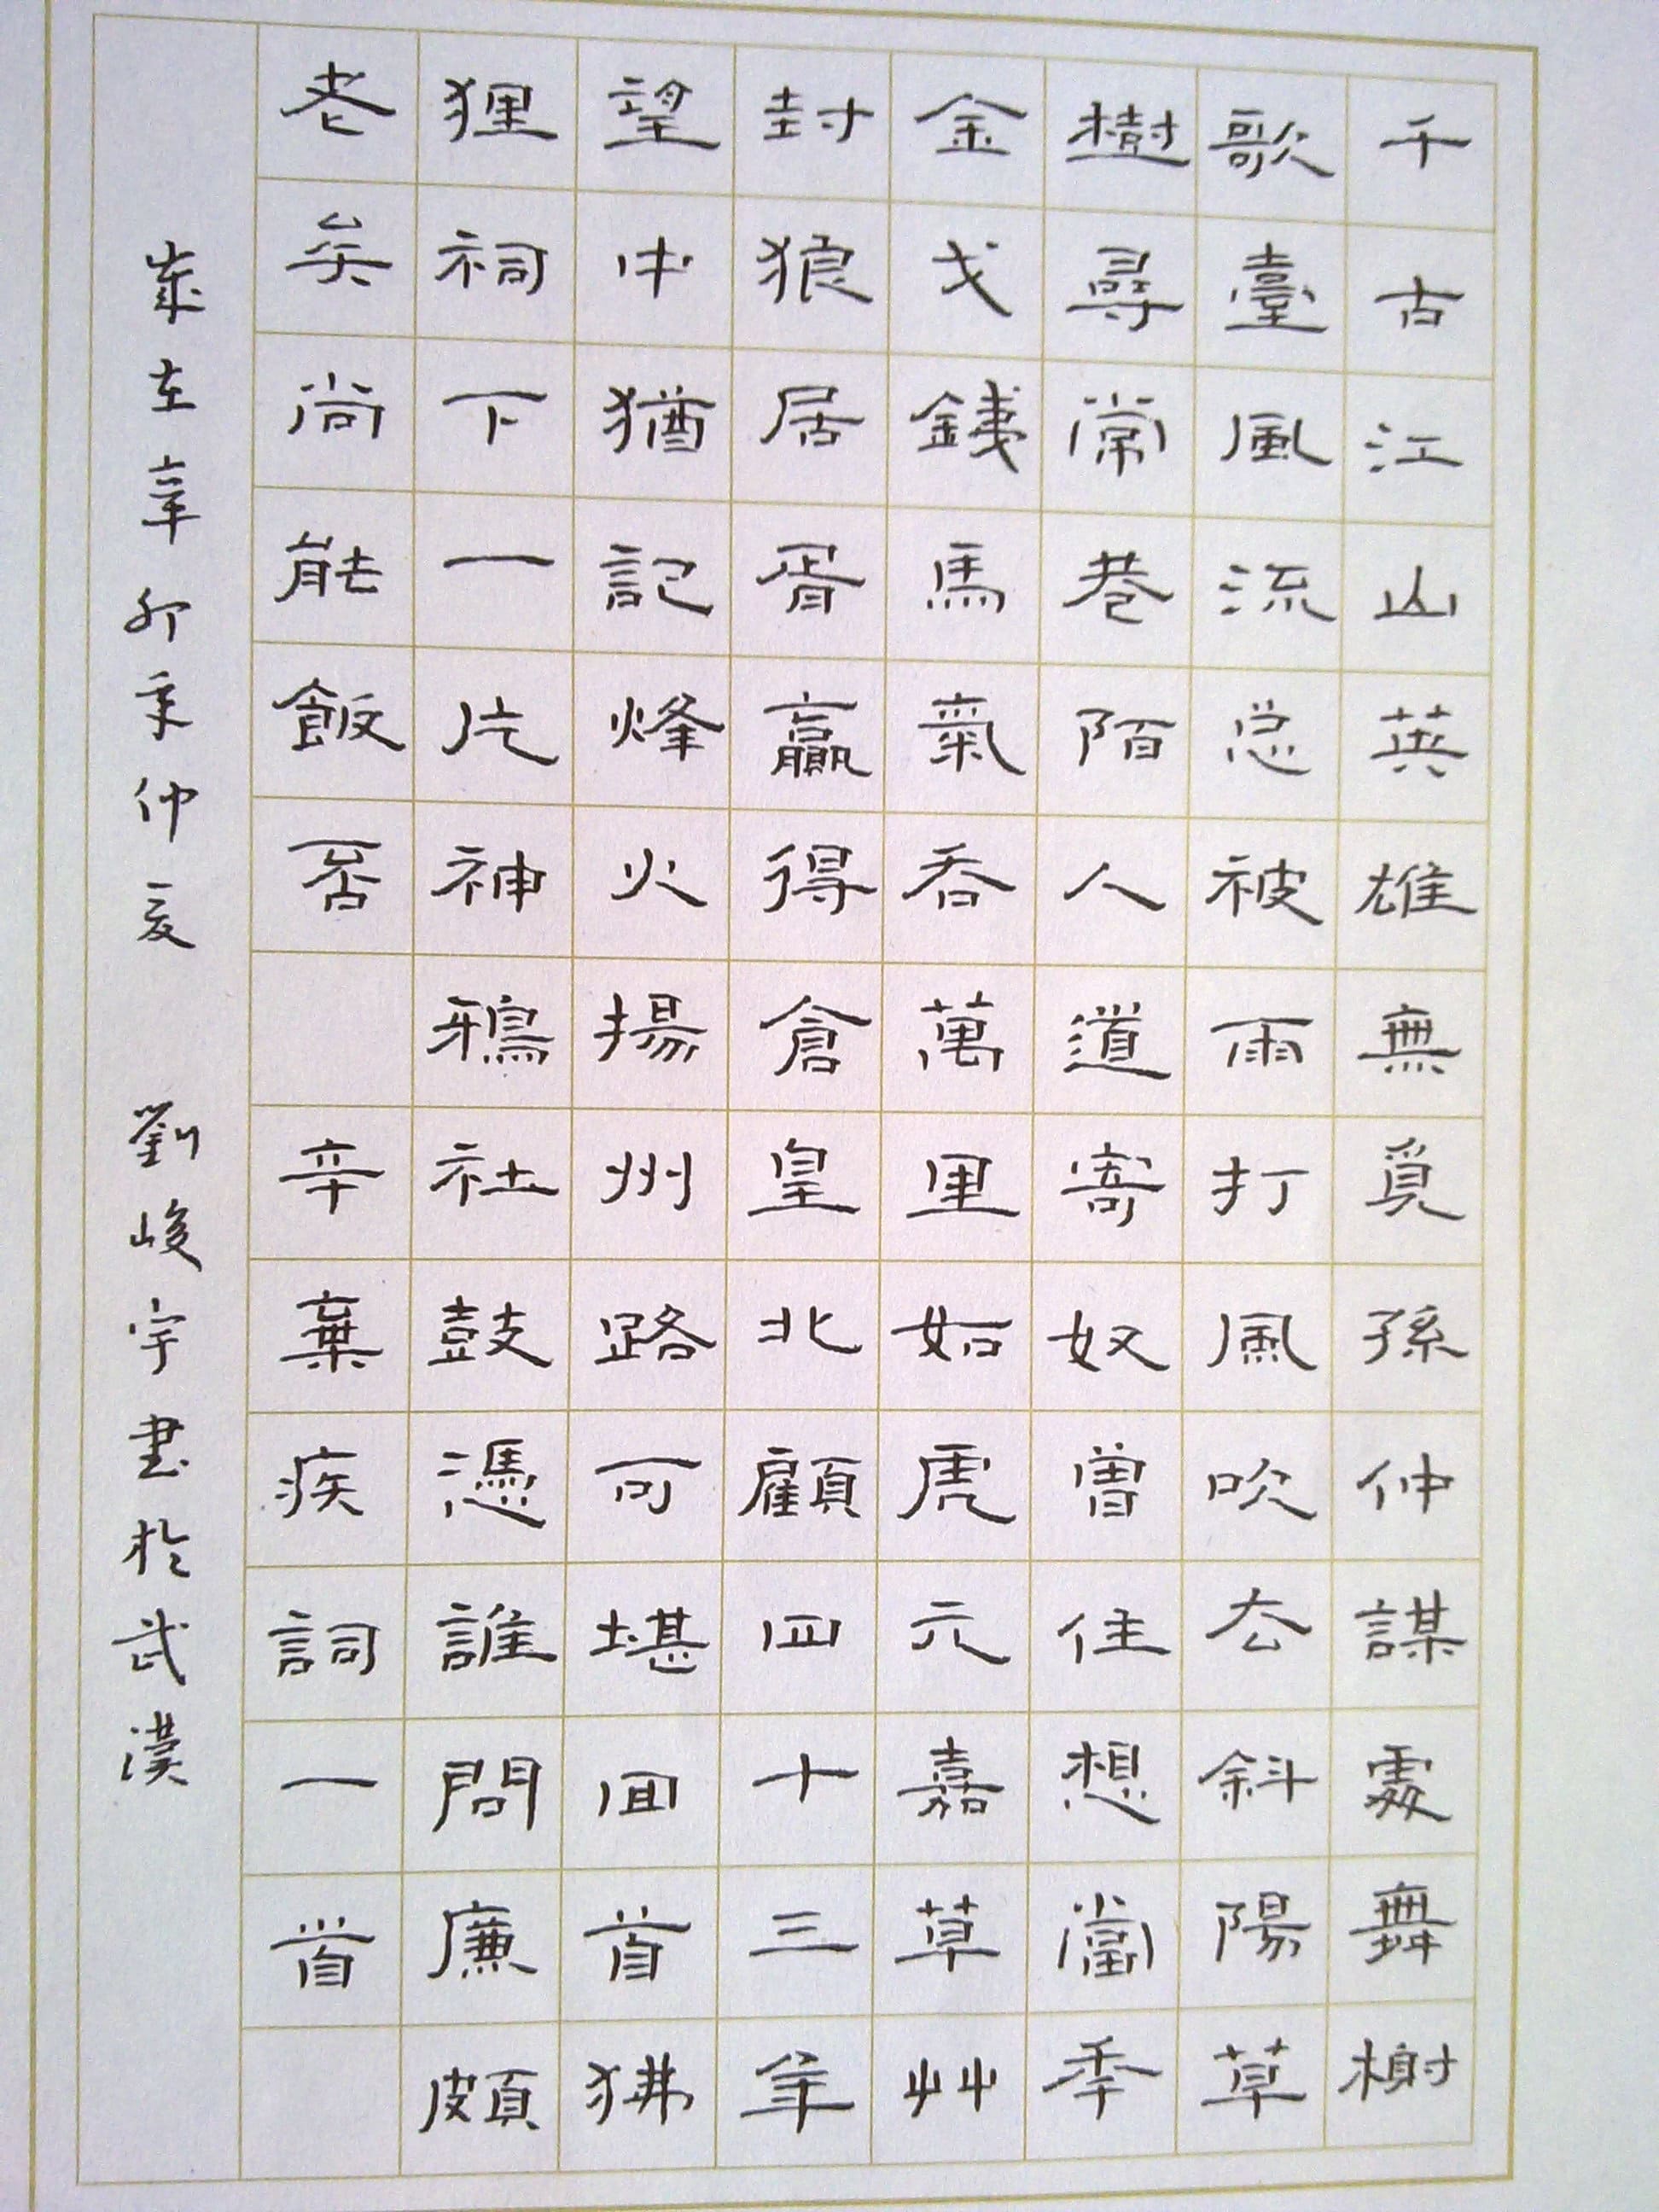 千古江山英雄無覓孫仲謀處舞榭
歌臺風流总被雨打風吹去斜陽草
樹尋常巷陌人道寄奴曾住想當秊
金戈鐵馬氣吞萬里如虎元嘉草艸
封狼居胥贏得倉皇北顧四十三年
望中猶記烽火揚州路可堪回首狒
狸祠下一片神鴉社鼓憑誰問廉頗
老矣尚能飯否 辛棄疾詞一首
歲在辛卯年仲夏 劉峻宇書於武漢